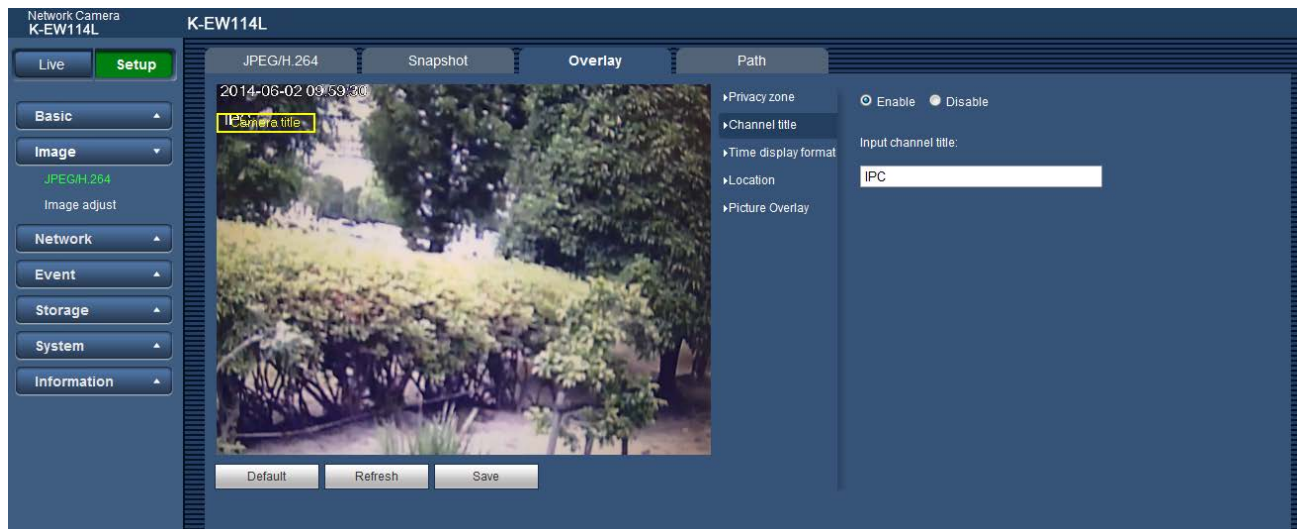 Network Camera
K-EW114L
K-EW114L
Live
Setup
Basic
Image
JPEG/H.264
Image adjust
Network
Event
Storage
System
Information
JPEG/H.264
Snapshot
Overlay
Path
2014-06-02 09:59:30
IPC
Camera title
Privacy zone
Channel title
Time display format
Location
Picture Overlay
Enable
Disable
Input channel title:
IPC
Default
Refresh
Save